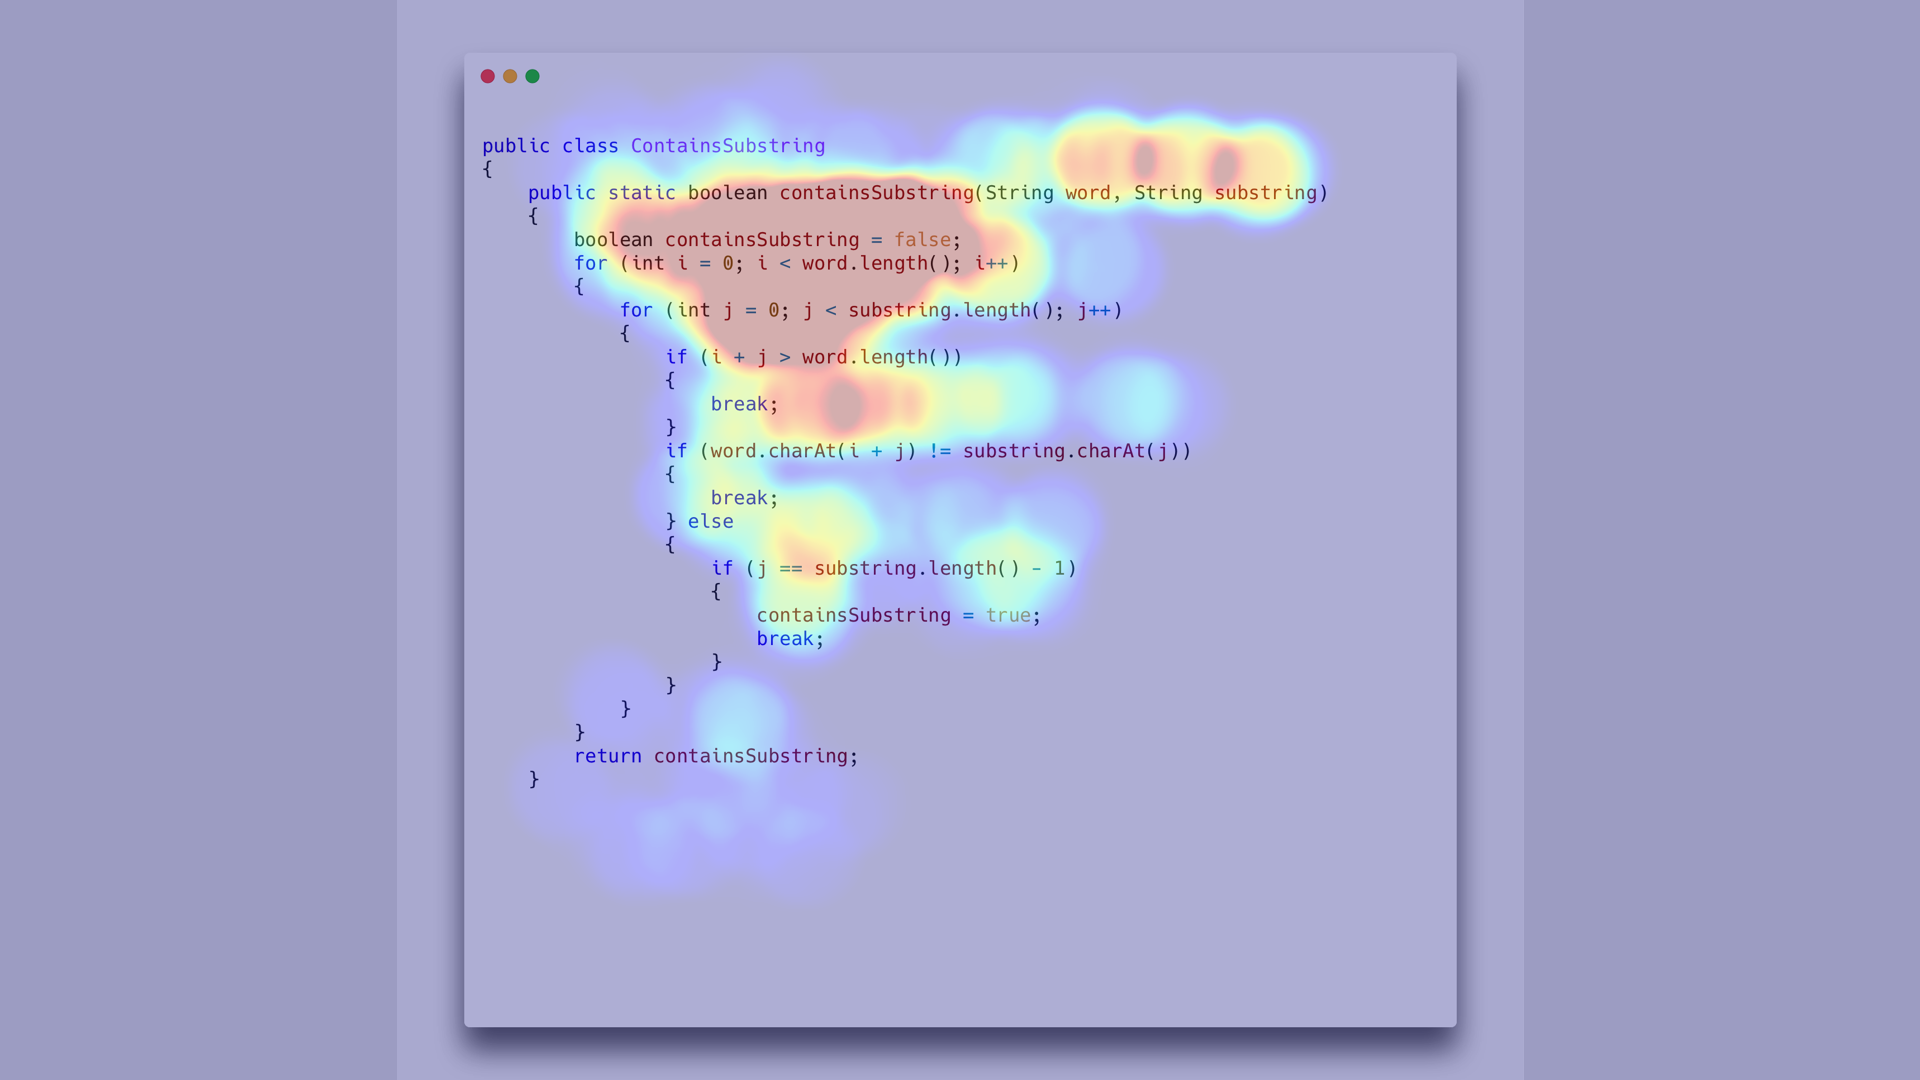 public class ContainsSubstring
{
    public static boolean containsSubstring(String word, String substring)
    {
        boolean containsSubstring = false;
        for (int i = 0; i < word.length(); i++)
        {
            for (int j = 0; j < substring.length(); j++)
            {
                if (i + j > word.length())
                {
                    break;
                }
                if (word.charAt(i + j) != substring.charAt(j))
                {
                    break;
                } else
                {
                    if (j == substring.length() - 1)
                    {
                        containsSubstring = true;
                        break;
                    }
                }
            }
        }
        return containsSubstring;
    }